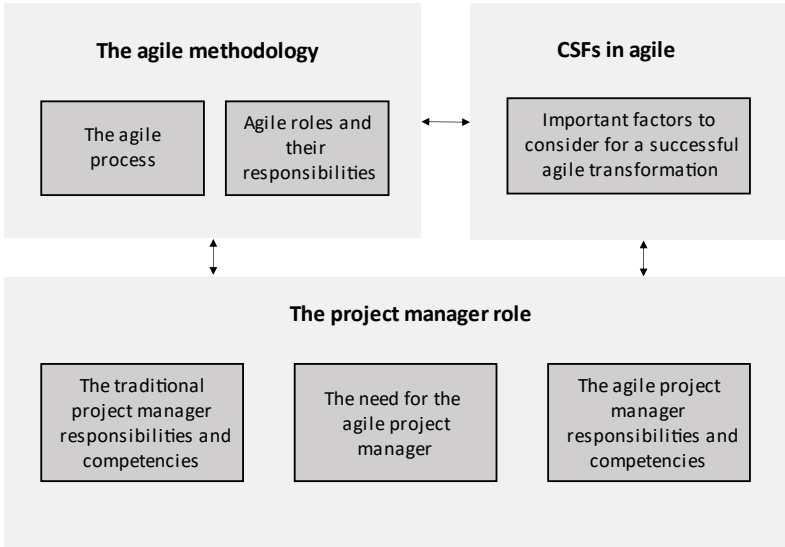 The agile methodology
The agile
process
Agile roles and
their
responsibilities
CSFs in agile
Important factors to
consider for a successful
agile transformation
The project manager role
The traditional
project manager
responsibilities and
competencies
The need for the
agile project
manager
The agile project
manager
responsibilities and
competencies